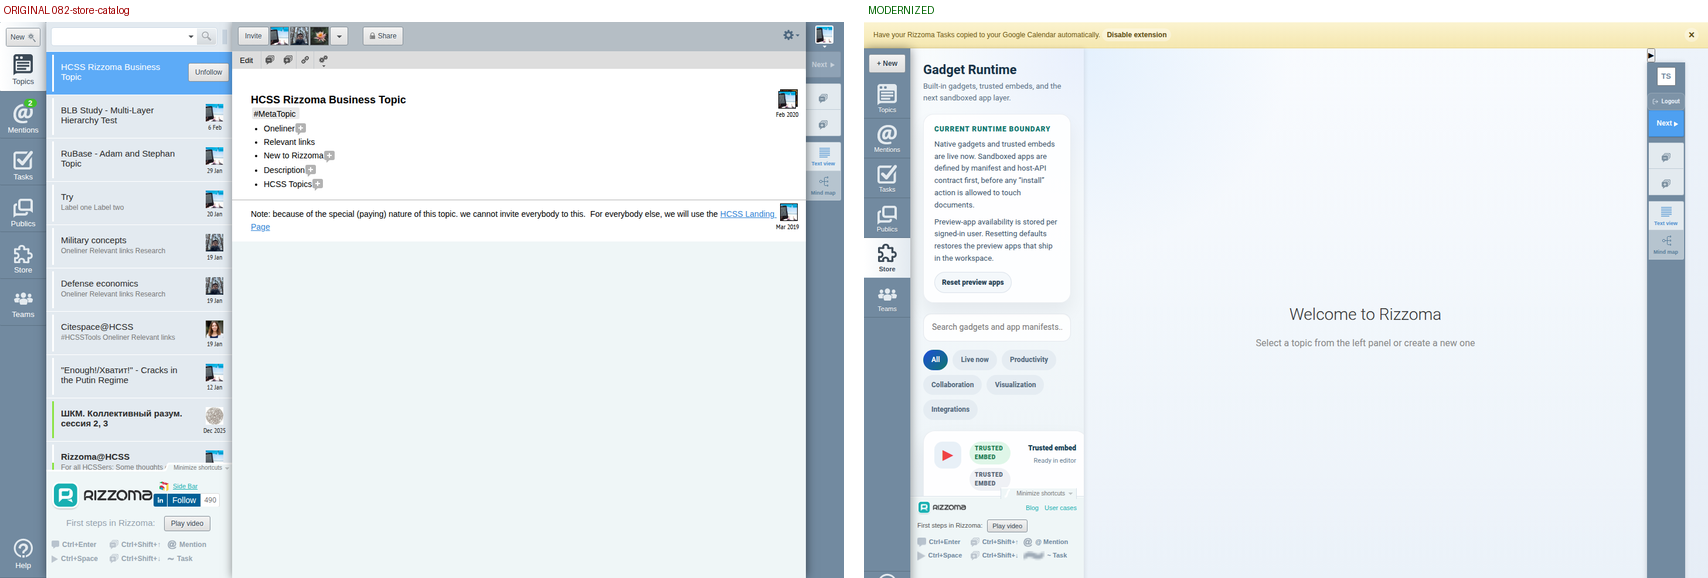 ORIGINAL 082-store-catalog
New
Topics
2
Mentions
Tasks
Publics
Store
Teams
Help
HCSS Rizzoma Business
Topic
Unfollow
BLB Study - Multi-Layer
Hierarchy Test
6 Feb
RuBase - Adam and Stephan
Topic
29 Jan
Try
Label one Label two
20 Jan
Military concepts
Oneliner Relevant links Research
19 Jan
Defense economics
Oneliner Relevant links Research
19 Jan
Citespace@HCSS
#HCSSTools Oneliner Relevant links
19 Jan
"Enough!/Хватит!" - Cracks in
the Putin Regime
12 Jan
ШКМ. Коллективный разум.
сессия 2, 3
Dec 2025
Rizzoma@HCSS
For all HCSSers: Some thoughts
Minimize shortcuts
RIZZOMA
Side Bar
in Follow 490
First steps in Rizzoma: Play video
Ctrl+Enter Ctrl+Shift+↑ @ Mention
Ctrl+Space Ctrl+Shift+↓ ~ Task
Invite
Share
Edit
HCSS Rizzoma Business Topic
#MetaTopic
Feb 2020
• Oneliner
• Relevant links
• New to Rizzoma
• Description
• HCSS Topics
Note: because of the special (paying) nature of this topic. we cannot invite everybody to this. For everybody else, we will use the HCSS Landing
Page
Mar 2019
Next
Text view
Mind map
MODERNIZED
Have your Rizzoma Tasks copied to your Google Calendar automatically. Disable extension
+ New
Topics
Mentions
Tasks
Publics
Store
Teams
Gadget Runtime
Built-in gadgets, trusted embeds, and the
next sandboxed app layer.
CURRENT RUNTIME BOUNDARY
Native gadgets and trusted embeds
are live now. Sandboxed apps are
defined by manifest and host-API
contract first, before any "install"
action is allowed to touch
documents.
Preview-app availability is stored per
signed-in user. Resetting defaults
restores the preview apps that ship
in the workspace.
Reset preview apps
Search gadgets and app manifests..
All Live now Productivity
Collaboration Visualization
Integrations
TRUSTED
EMBED
Trusted embed
Ready in editor
TRUSTED
EMBED
Minimize shortcuts
RIZZOMA
Blog User cases
First steps in Rizzoma: Play video
Ctrl+Enter Ctrl+Shift+↑ @ @ Mention
Ctrl+Space Ctrl+Shift+↓ ~ Task
Welcome to Rizzoma
Select a topic from the left panel or create a new one
TS
Logout
Next
Text view
Mind map